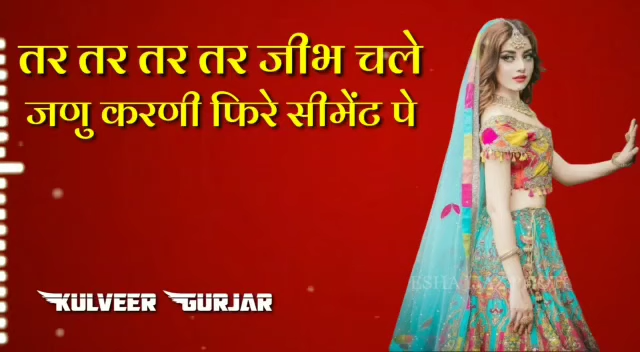 तर तर तर तर जीभ चले
जणु करणी फिरे सीमेंट पे
KULVEER GURJAR